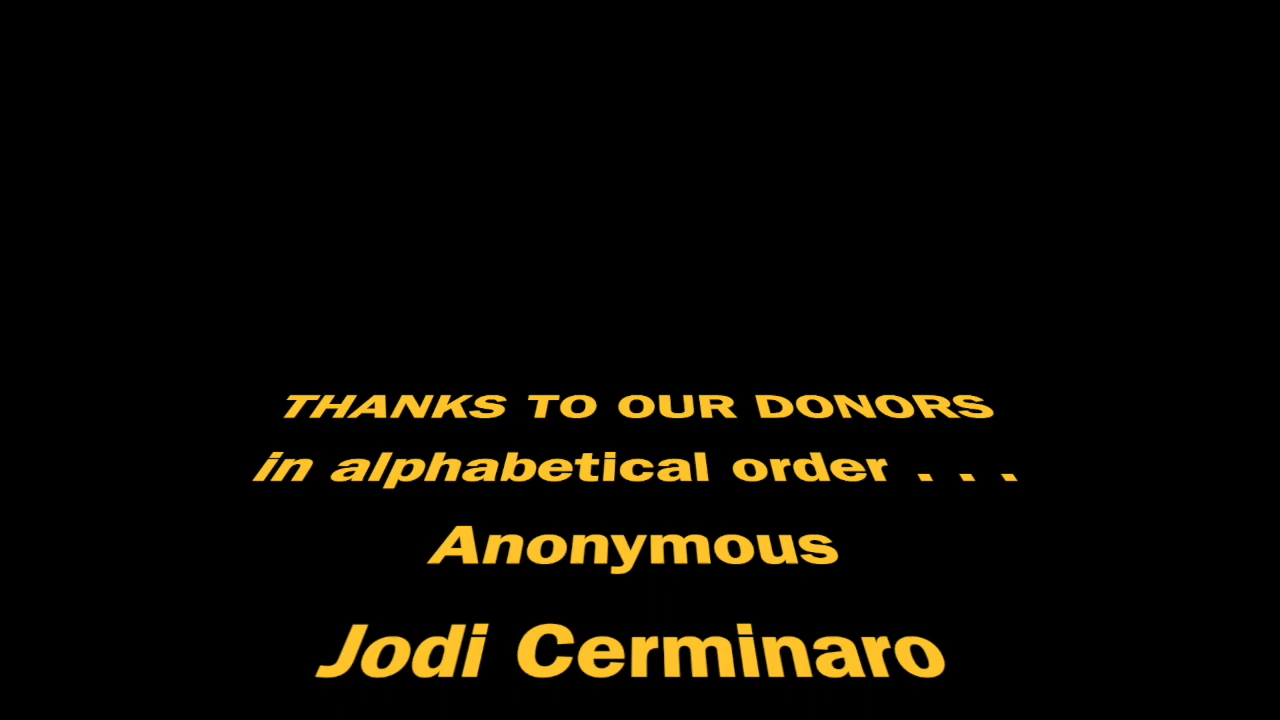 THANKS TO OUR DONORS
in alphabetical order . . .
Anonymous
Jodi Cerminaro